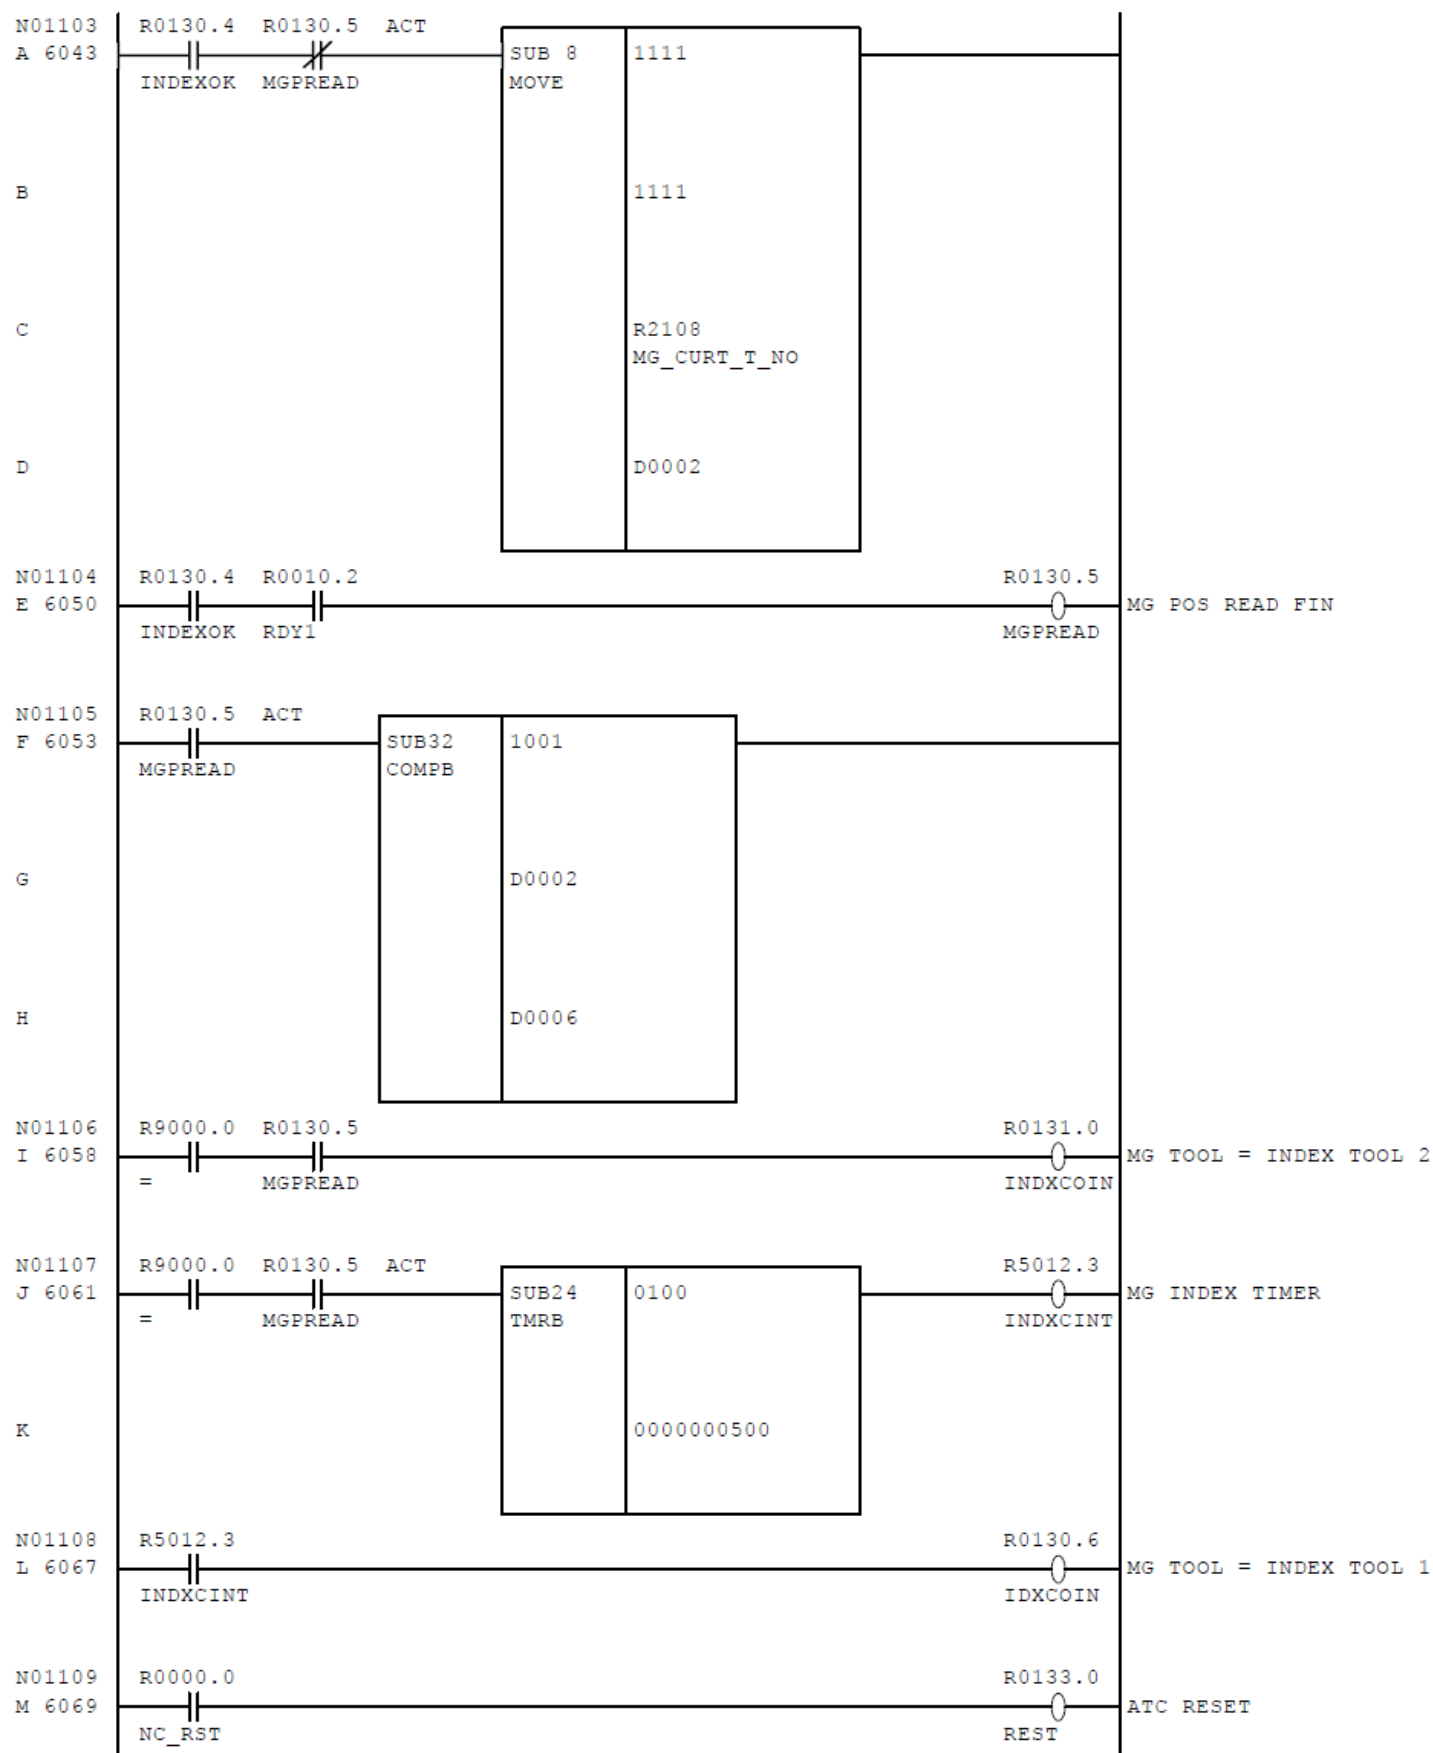 N01103 R0130.4 R0130.5 ACT
A 6043 SUB 8 1111
INDEXOK MGPREAD MOVE
B 1111
C R2108
MG_CURT_T_NO
D D0002
N01104 R0130.4 R0010.2 R0130.5
E 6050 MG POS READ FIN
INDEXOK RDY1 MGPREAD
N01105 R0130.5 ACT
F 6053 SUB32 1001
MGPREAD COMPB
G D0002
H D0006
N01106 R9000.0 R0130.5 R0131.0
I 6058 MG TOOL = INDEX TOOL 2
= MGPREAD INDXCOIN
N01107 R9000.0 R0130.5 ACT R5012.3
J 6061 SUB24 0100 MG INDEX TIMER
= MGPREAD TMRB INDXCINT
K 0000000500
N01108 R5012.3 R0130.6
L 6067 MG TOOL = INDEX TOOL 1
INDXCINT IDXCOIN
N01109 R0000.0 R0133.0
M 6069 ATC RESET
NC_RST REST